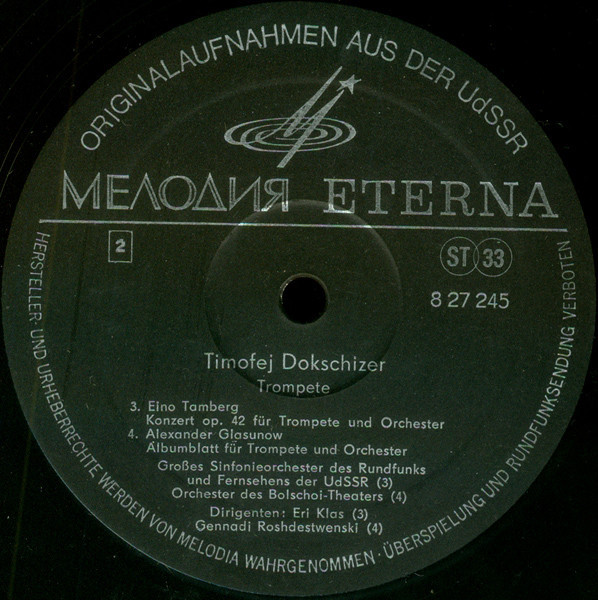 ORIGINALAUFNAHMEN AUS DER UdSSR
МЕЛОДИЯ ETERNA
2
ST 33
8 27 245
Timofej Dokschizer
Trompete
3. Eino Tamberg
Konzert op. 42 für Trompete und Orchester
4. Alexander Glasunow
Albumblatt für Trompete und Orchester
Großes Sinfonieorchester des Rundfunks
und Fernsehens der UdSSR (3)
Orchester des Bolschoi-Theaters (4)
Dirigenten: Eri Klas (3)
Gennadi Roshdestwenski (4)
HERSTELLER- UND URHEBERRECHTE WERDEN VON MELODIA WAHRGENOMMEN · ÜBERSPIELUNG UND RUNDFUNKSENDUNG VERBOTEN